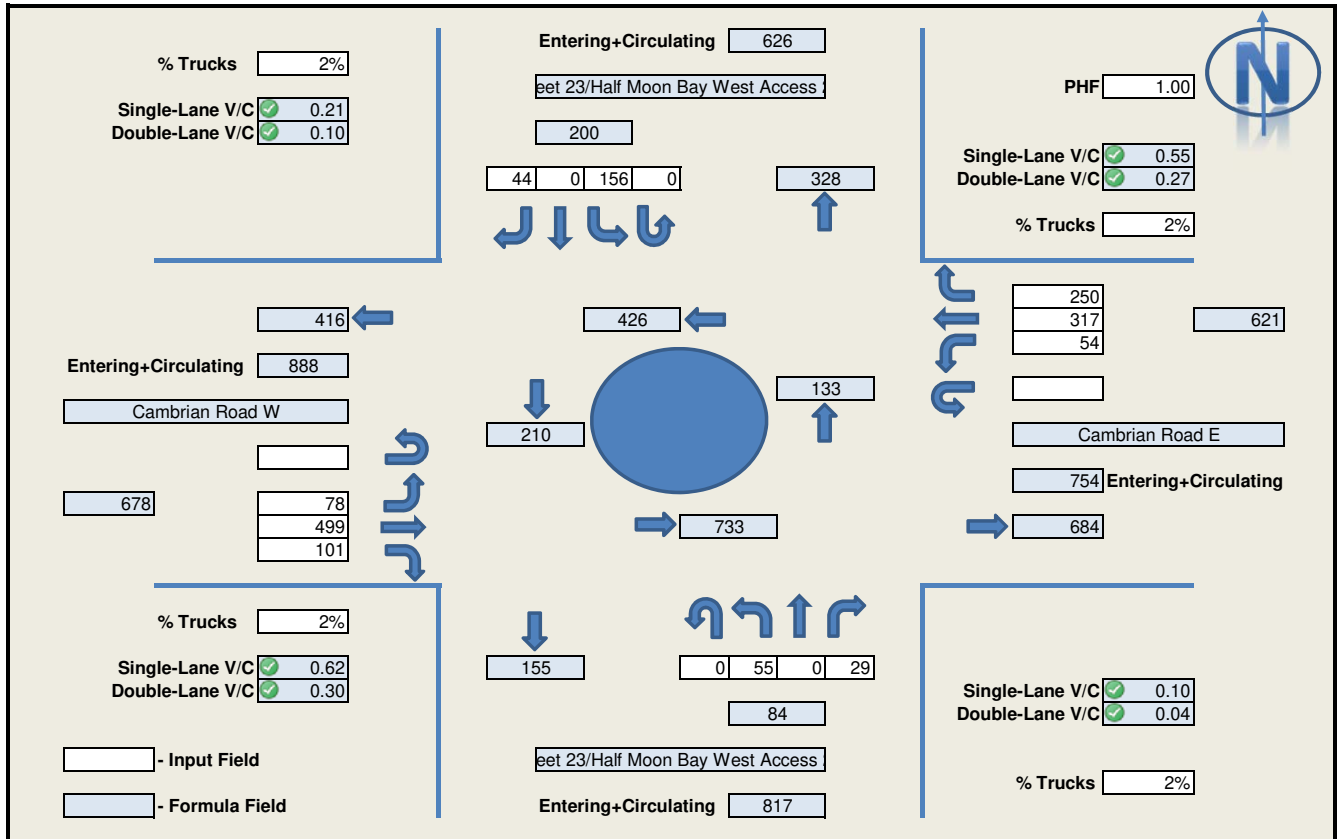 Entering+Circulating 626
% Trucks 2%
eet 23/Half Moon Bay West Access
PHF 1.00
N
Single-Lane V/C 0.21
Double-Lane V/C 0.10
200
Single-Lane V/C 0.55
Double-Lane V/C 0.27
44 0 156 0
328
% Trucks 2%
250
416
426
317
621
54
Entering+Circulating 888
133
Cambrian Road W
210
Cambrian Road E
754 Entering+Circulating
678
78
499
733
684
101
% Trucks 2%
Single-Lane V/C 0.62
Double-Lane V/C 0.30
155
0 55 0 29
84
Single-Lane V/C 0.10
Double-Lane V/C 0.04
- Input Field
eet 23/Half Moon Bay West Access
% Trucks 2%
- Formula Field
Entering+Circulating 817